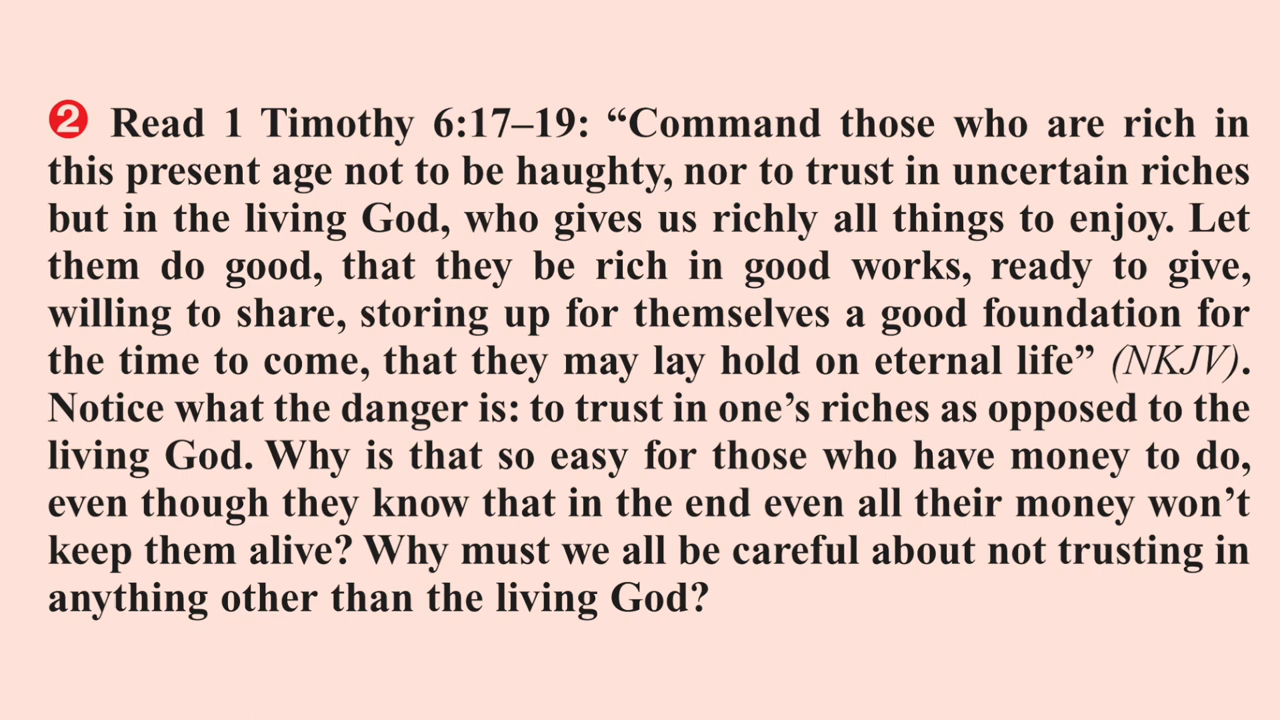 ❷ Read 1 Timothy 6:17–19: “Command those who are rich in
this present age not to be haughty, nor to trust in uncertain riches
but in the living God, who gives us richly all things to enjoy. Let
them do good, that they be rich in good works, ready to give,
willing to share, storing up for themselves a good foundation for
the time to come, that they may lay hold on eternal life” (NKJV).
Notice what the danger is: to trust in one’s riches as opposed to the
living God. Why is that so easy for those who have money to do,
even though they know that in the end even all their money won’t
keep them alive? Why must we all be careful about not trusting in
anything other than the living God?